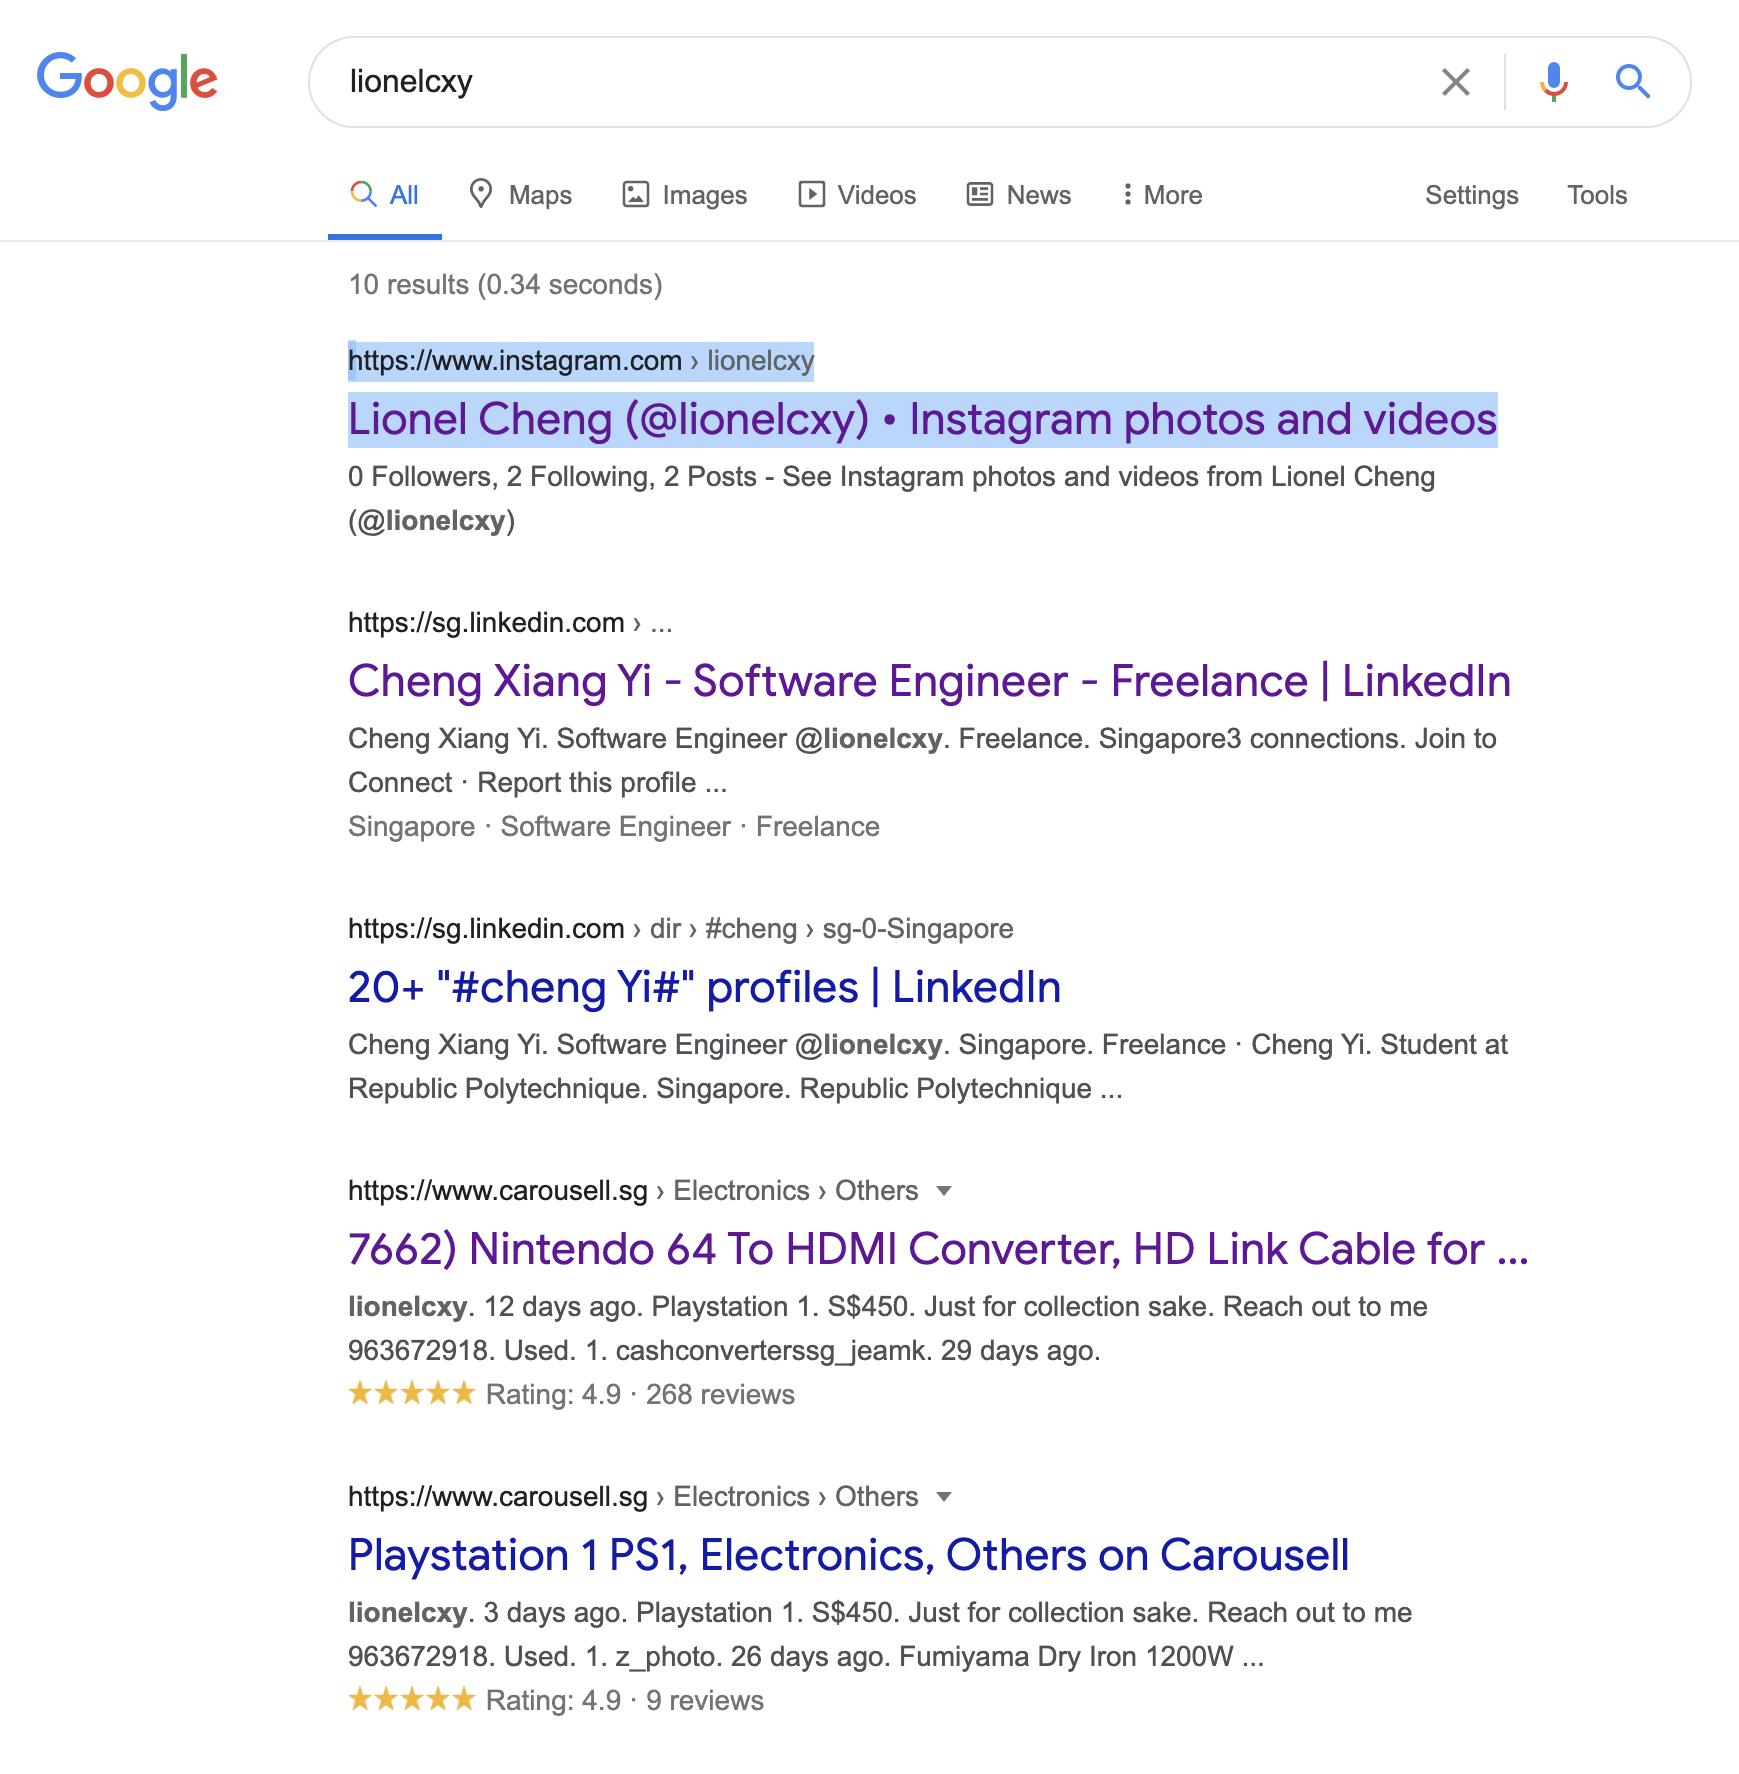 Google
lionelcxy
All Maps Images Videos News More Settings Tools
10 results (0.34 seconds)
https://www.instagram.com › lionelcxy
Lionel Cheng (@lionelcxy) • Instagram photos and videos
0 Followers, 2 Following, 2 Posts - See Instagram photos and videos from Lionel Cheng
(@lionelcxy)
https://sg.linkedin.com › ...
Cheng Xiang Yi - Software Engineer - Freelance | LinkedIn
Cheng Xiang Yi. Software Engineer @lionelcxy. Freelance. Singapore3 connections. Join to
Connect · Report this profile ...
Singapore · Software Engineer · Freelance
https://sg.linkedin.com › dir › #cheng › sg-0-Singapore
20+ "#cheng Yi#" profiles | LinkedIn
Cheng Xiang Yi. Software Engineer @lionelcxy. Singapore. Freelance · Cheng Yi. Student at
Republic Polytechnique. Singapore. Republic Polytechnique ...
https://www.carousell.sg › Electronics › Others
7662) Nintendo 64 To HDMI Converter, HD Link Cable for ...
lionelcxy. 12 days ago. Playstation 1. S$450. Just for collection sake. Reach out to me
963672918. Used. 1. cashconverterssg_jeamk. 29 days ago.
Rating: 4.9 · 268 reviews
https://www.carousell.sg › Electronics › Others
Playstation 1 PS1, Electronics, Others on Carousell
lionelcxy. 3 days ago. Playstation 1. S$450. Just for collection sake. Reach out to me
963672918. Used. 1. z_photo. 26 days ago. Fumiyama Dry Iron 1200W ...
Rating: 4.9 · 9 reviews